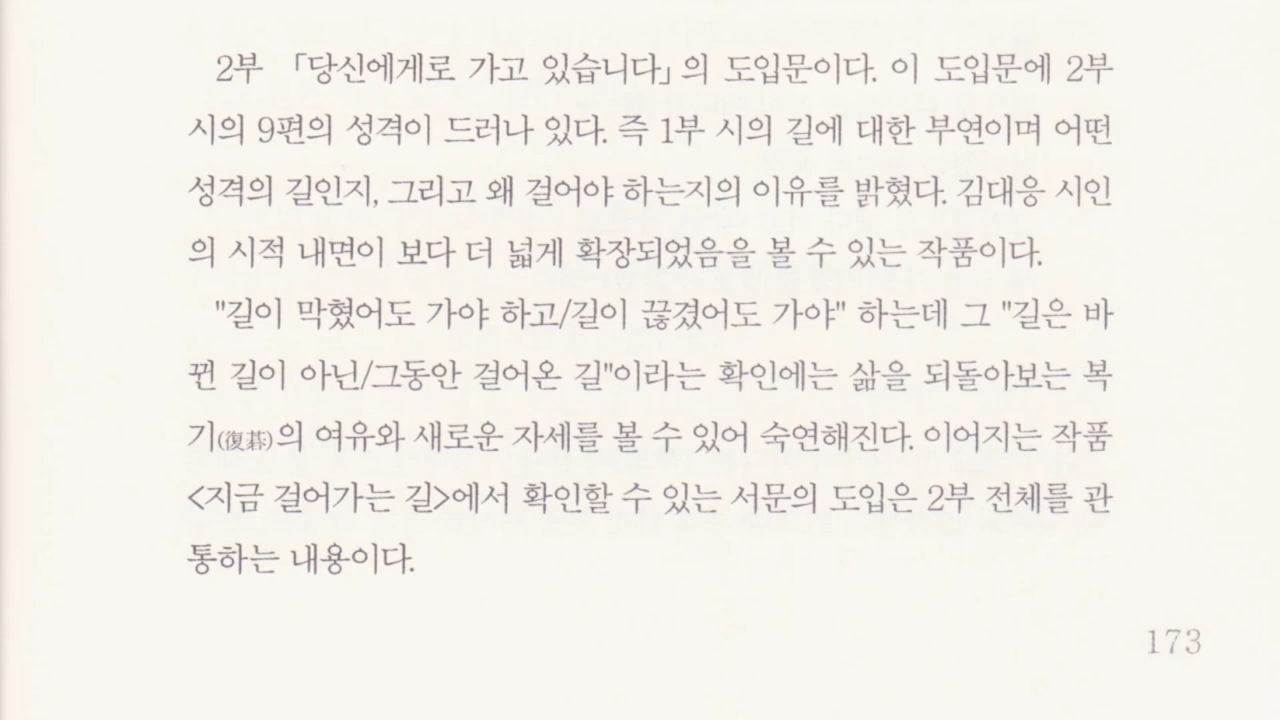 2부 「당신에게로 가고 있습니다」의 도입문이다. 이 도입문에 2부
시의 9편의 성격이 드러나 있다. 즉 1부 시의 길에 대한 부연이며 어떤
성격의 길인지, 그리고 왜 걸어야 하는지의 이유를 밝혔다. 김대응 시인
의 시적 내면이 보다 더 넓게 확장되었음을 볼 수 있는 작품이다.
"길이 막혔어도 가야 하고/길이 끊겼어도 가야" 하는데 그 "길은 바
뀐 길이 아닌/그동안 걸어온 길"이라는 확인에는 삶을 되돌아보는 복
기(復碁)의 여유와 새로운 자세를 볼 수 있어 숙연해진다. 이어지는 작품
<지금 걸어가는 길>에서 확인할 수 있는 서문의 도입은 2부 전체를 관
통하는 내용이다.
173